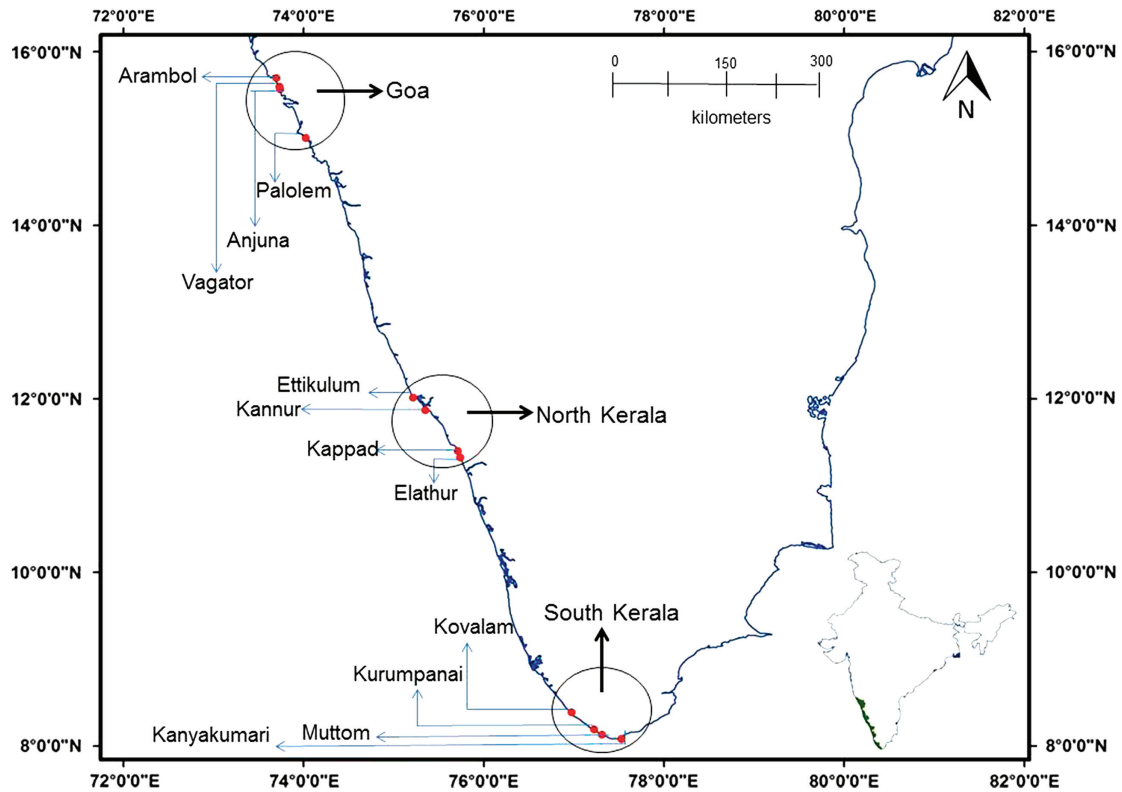 72°0'0"E 74°0'0"E 76°0'0"E 78°0'0"E 80°0'0"E 82°0'0"E
16°0'0"N 16°0'0"N
0 150 300
kilometers
N
Arambol
Goa
Palolem
14°0'0"N 14°0'0"N
Anjuna
Vagator
Ettikulum
12°0'0"N 12°0'0"N
Kannur
North Kerala
Kappad
Elathur
10°0'0"N 10°0'0"N
South Kerala
Kovalam
Kurumpanai
Kanyakumari
Muttom
8°0'0"N 8°0'0"N
72°0'0"E 74°0'0"E 76°0'0"E 78°0'0"E 80°0'0"E 82°0'0"E